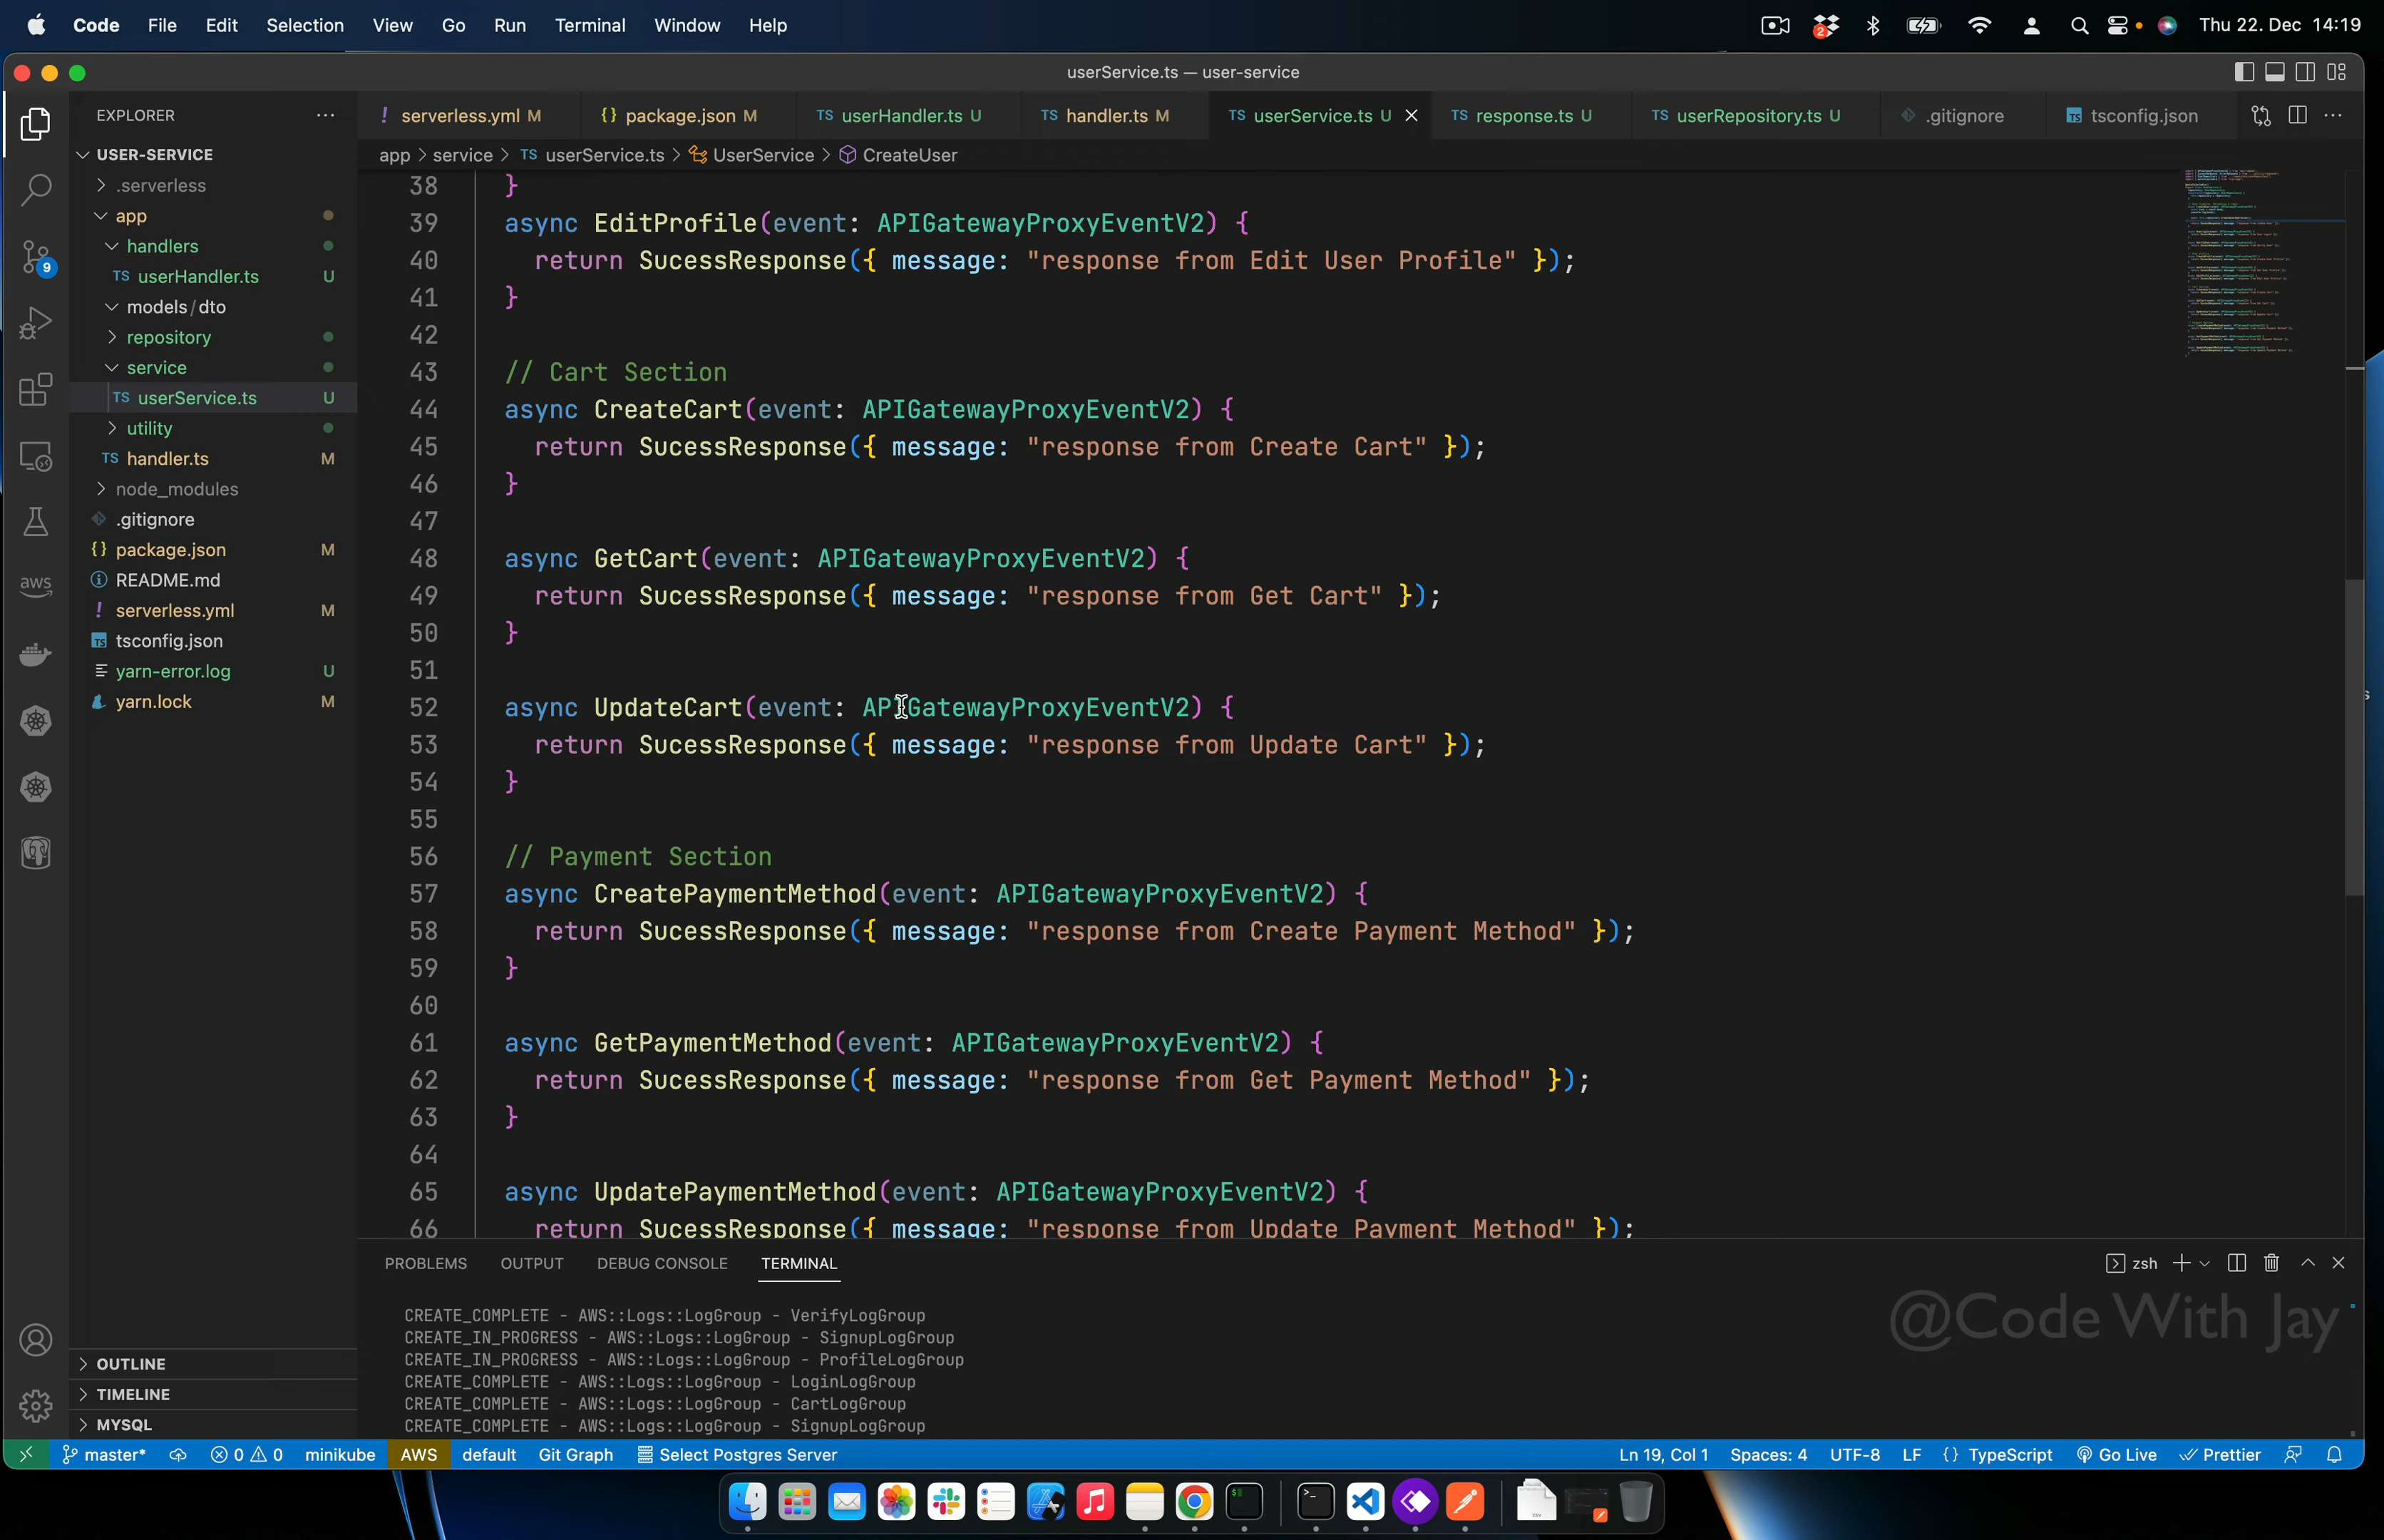 Code File Edit Selection View Go Run Terminal Window Help
2
Thu 22. Dec 14:19
userService.ts — user-service
EXPLORER
! serverless.yml M
{} package.json M
TS userHandler.ts U
TS handler.ts M
TS userService.ts U
TS response.ts U
TS userRepository.ts U
.gitignore
TS tsconfig.json
app > service > TS userService.ts > UserService > CreateUser
USER-SERVICE
.serverless
app
handlers
TS userHandler.ts U
models/dto
repository
service
TS userService.ts U
utility
TS handler.ts M
node_modules
.gitignore
{} package.json M
README.md
! serverless.yml M
TS tsconfig.json
yarn-error.log U
yarn.lock M
9
aws
OUTLINE
TIMELINE
MYSQL
38 }
39 async EditProfile(event: APIGatewayProxyEventV2) {
40 return SucessResponse({ message: "response from Edit User Profile" });
41 }
42
43 // Cart Section
44 async CreateCart(event: APIGatewayProxyEventV2) {
45 return SucessResponse({ message: "response from Create Cart" });
46 }
47
48 async GetCart(event: APIGatewayProxyEventV2) {
49 return SucessResponse({ message: "response from Get Cart" });
50 }
51
52 async UpdateCart(event: APIGatewayProxyEventV2) {
53 return SucessResponse({ message: "response from Update Cart" });
54 }
55
56 // Payment Section
57 async CreatePaymentMethod(event: APIGatewayProxyEventV2) {
58 return SucessResponse({ message: "response from Create Payment Method" });
59 }
60
61 async GetPaymentMethod(event: APIGatewayProxyEventV2) {
62 return SucessResponse({ message: "response from Get Payment Method" });
63 }
64
65 async UpdatePaymentMethod(event: APIGatewayProxyEventV2) {
66 return SucessResponse({ message: "response from Update Payment Method" });
PROBLEMS OUTPUT DEBUG CONSOLE TERMINAL
zsh
CREATE_COMPLETE - AWS::Logs::LogGroup - VerifyLogGroup
CREATE_IN_PROGRESS - AWS::Logs::LogGroup - SignupLogGroup
CREATE_IN_PROGRESS - AWS::Logs::LogGroup - ProfileLogGroup
CREATE_COMPLETE - AWS::Logs::LogGroup - LoginLogGroup
CREATE_COMPLETE - AWS::Logs::LogGroup - CartLogGroup
CREATE_COMPLETE - AWS::Logs::LogGroup - SignupLogGroup
@Code With Jay
master* 0 0 minikube AWS default Git Graph Select Postgres Server
Ln 19, Col 1 Spaces: 4 UTF-8 LF {} TypeScript Go Live Prettier